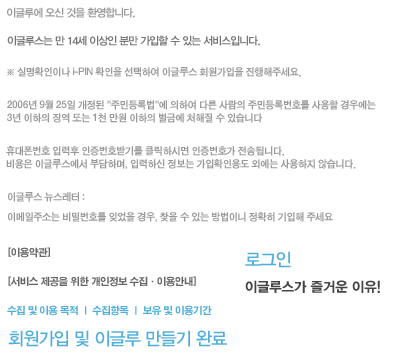 이글루에 오신 것을 환영합니다.
이글루스는 만 14세 이상인 분만 가입할 수 있는 서비스입니다.
※ 실명확인이나 i-PIN 확인을 선택하여 이글루스 회원가입을 진행해주세요.
2006년 9월 25일 개정된 "주민등록법"에 의하여 다른 사람의 주민등록번호를 사용할 경우에는
3년 이하의 징역 또는 1천 만원 이하의 벌금에 처해질 수 있습니다
휴대폰번호 입력후 인증번호받기를 클릭하시면 인증번호가 전송됩니다.
비용은 이글루스에서 부담하며, 입력하신 정보는 가입확인용도 외에는 사용하지 않습니다.
이글루스 뉴스레터 :
이메일주소는 비밀번호를 잊었을 경우, 찾을 수 있는 방법이니 정확히 기입해 주세요
[이용약관]
로그인
[서비스 제공을 위한 개인정보 수집 · 이용안내]
이글루스가 즐거운 이유!
수집 및 이용 목적 | 수집항목 | 보유 및 이용기간
회원가입 및 이글루 만들기 완료